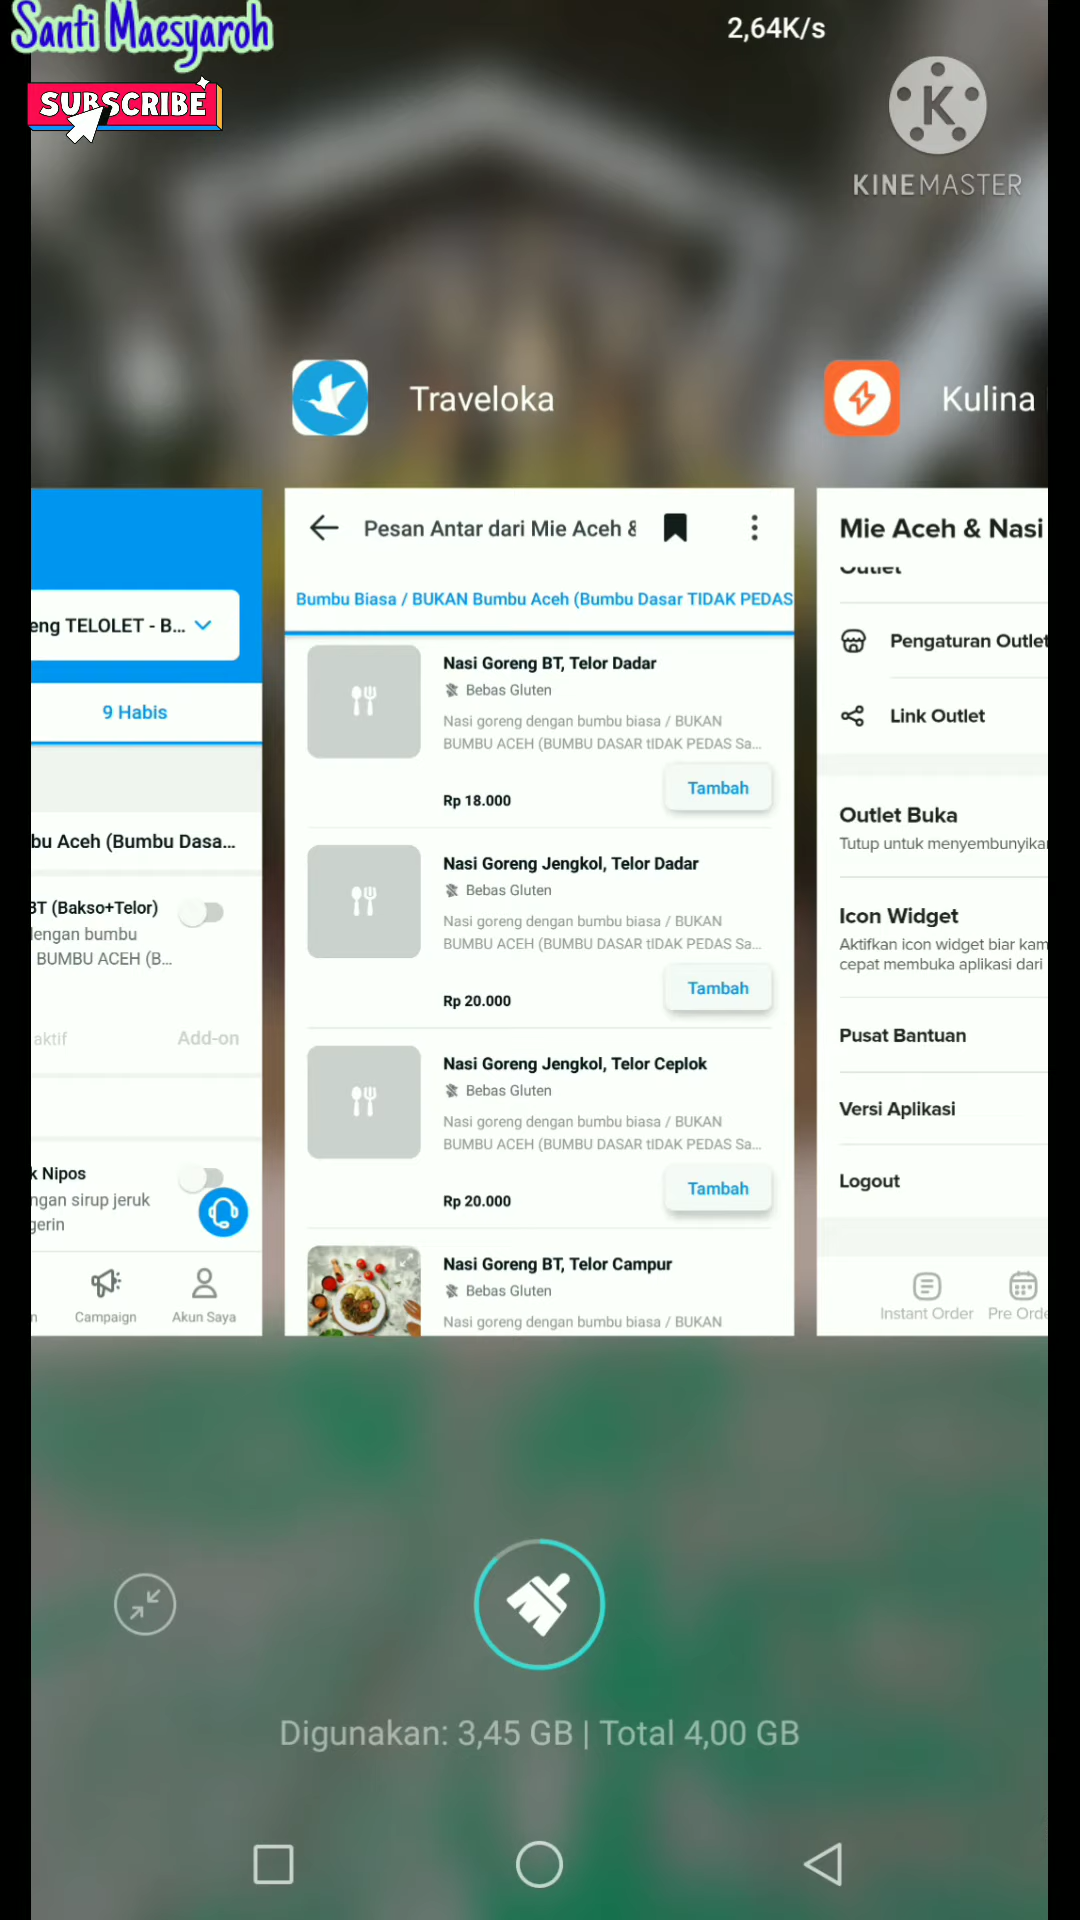 Santi Maesyaroh
2,64K/s
SUBSCRIBE
K
KINEMASTER
Traveloka
Kulina
eng TELOLET - B...
9 Habis
bu Aceh (Bumbu Dasa...
BT (Bakso+Telor)
dengan bumbu
BUMBU ACEH (B...
aktif
Add-on
k Nipos
ngan sirup jeruk
gerin
n
Campaign
Akun Saya
Pesan Antar dari Mie Aceh &
Bumbu Biasa / BUKAN Bumbu Aceh (Bumbu Dasar TIDAK PEDAS
Nasi Goreng BT, Telor Dadar
Bebas Gluten
Nasi goreng dengan bumbu biasa / BUKAN
BUMBU ACEH (BUMBU DASAR tIDAK PEDAS Sa...
Rp 18.000
Tambah
Nasi Goreng Jengkol, Telor Dadar
Bebas Gluten
Nasi goreng dengan bumbu biasa / BUKAN
BUMBU ACEH (BUMBU DASAR tIDAK PEDAS Sa...
Rp 20.000
Tambah
Nasi Goreng Jengkol, Telor Ceplok
Bebas Gluten
Nasi goreng dengan bumbu biasa / BUKAN
BUMBU ACEH (BUMBU DASAR tIDAK PEDAS Sa...
Rp 20.000
Tambah
Nasi Goreng BT, Telor Campur
Bebas Gluten
Nasi goreng dengan bumbu biasa / BUKAN
Mie Aceh & Nasi
Outlet
Pengaturan Outlet
Link Outlet
Outlet Buka
Tutup untuk menyembunyika
Icon Widget
Aktifkan icon widget biar kam
cepat membuka aplikasi dari
Pusat Bantuan
Versi Aplikasi
Logout
Instant Order
Pre Orde
Digunakan: 3,45 GB | Total 4,00 GB